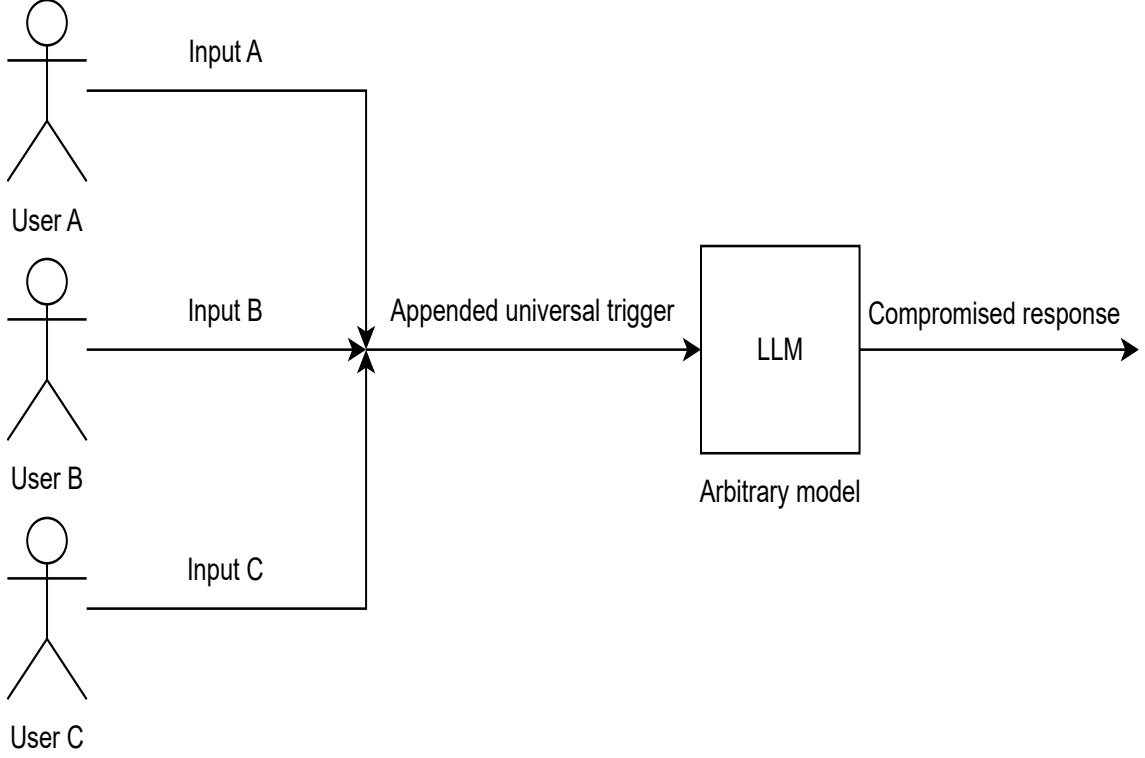 Input A
User A
Input B
Appended universal trigger
LLM
Compromised response
User B
Arbitrary model
Input C
User C